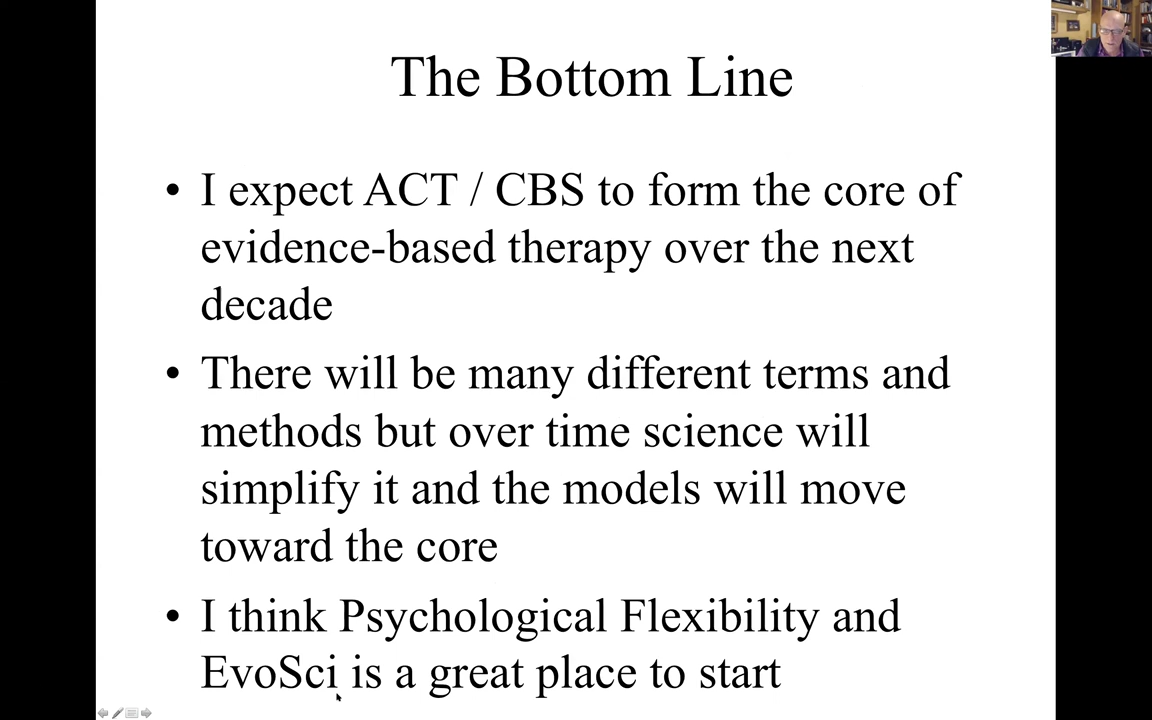 The Bottom Line
• I expect ACT / CBS to form the core of
evidence-based therapy over the next
decade
• There will be many different terms and
methods but over time science will
simplify it and the models will move
toward the core
• I think Psychological Flexibility and
EvoSci is a great place to start